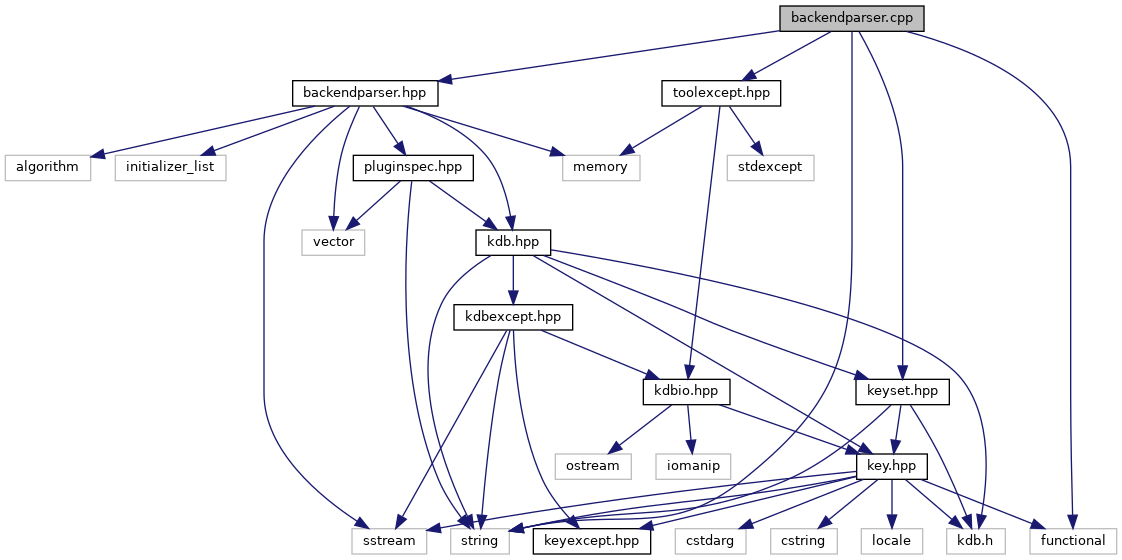 backendparser.cpp
backendparser.hpp
toolexcept.hpp
algorithm
initializer_list
pluginspec.hpp
memory
stdexcept
vector
kdb.hpp
kdbexcept.hpp
kdbio.hpp
keyset.hpp
ostream
iomanip
key.hpp
sstream
string
keyexcept.hpp
cstdarg
cstring
locale
kdb.h
functional